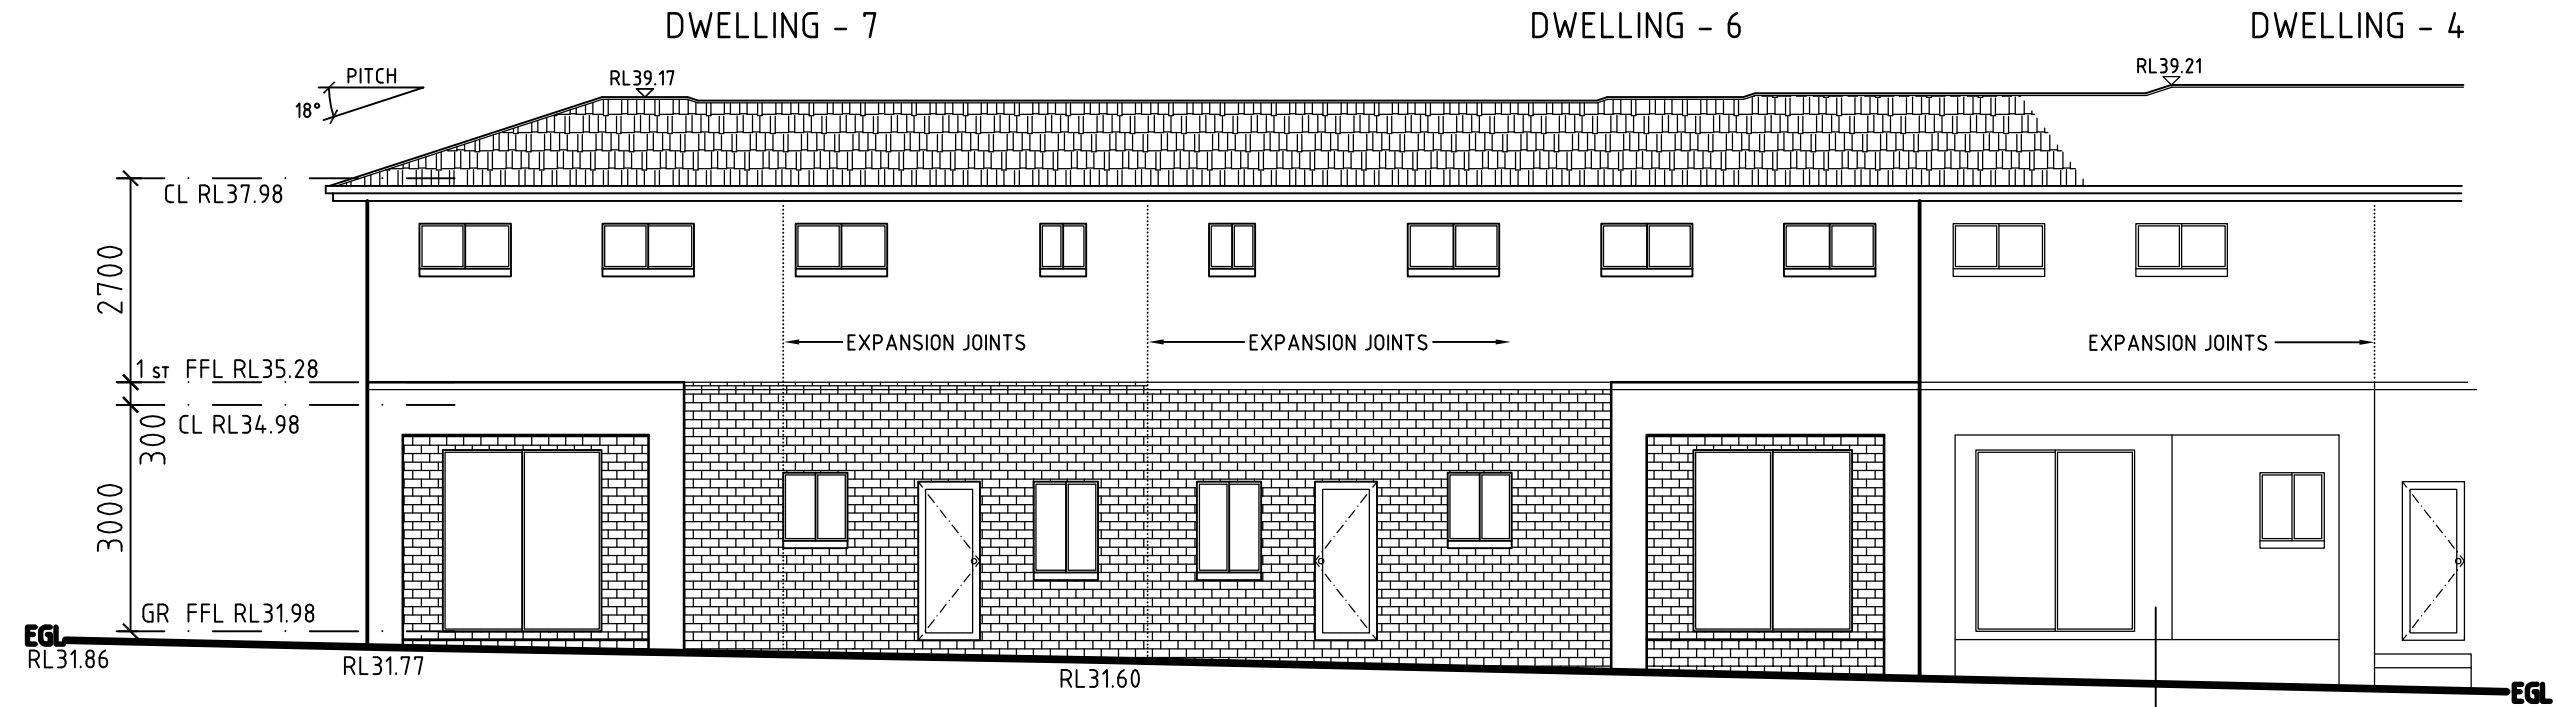 DWELLING - 7
DWELLING - 6
DWELLING - 4
PITCH
18°
RL39.17
RL39.21
CL RL37.98
2700
EXPANSION JOINTS
EXPANSION JOINTS
EXPANSION JOINTS
1 ST FFL RL35.28
300
CL RL34.98
3000
GR FFL RL31.98
EGL
RL31.86
RL31.77
RL31.60
EGL